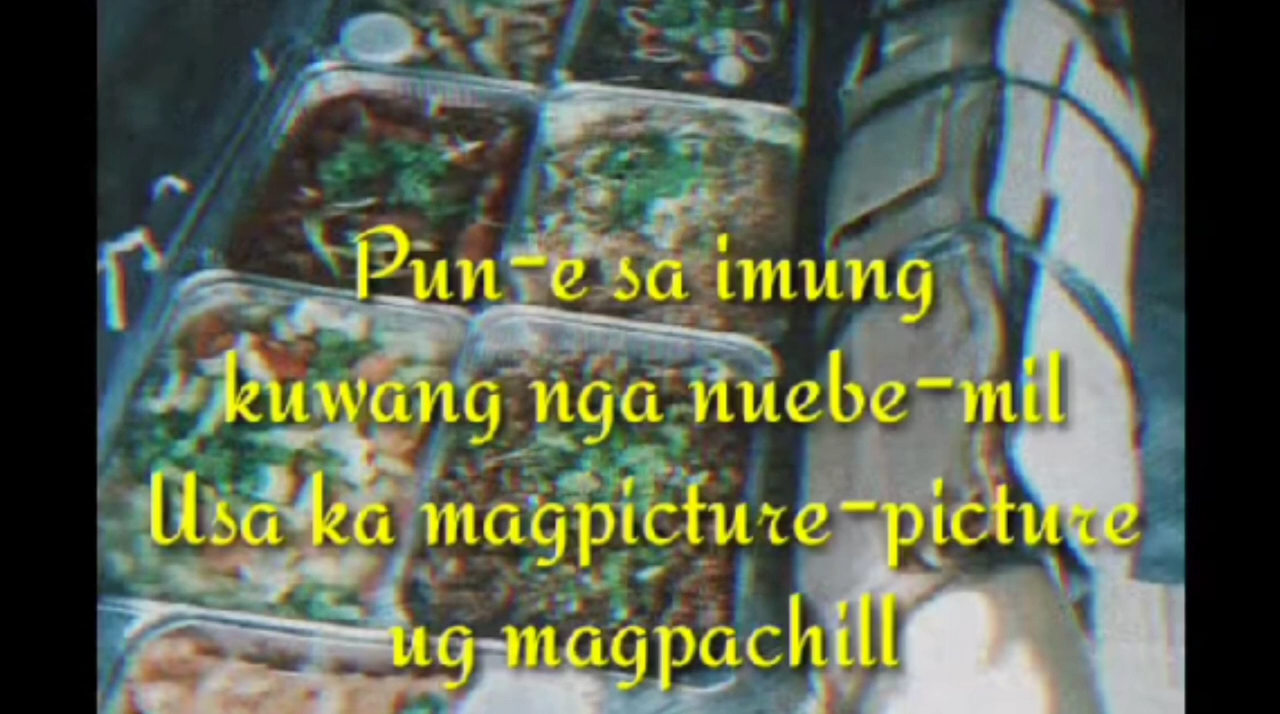 Pun-e sa imung
kuwang nga nuebe-mil
Usa ka magpicture-picture
ug magpachill